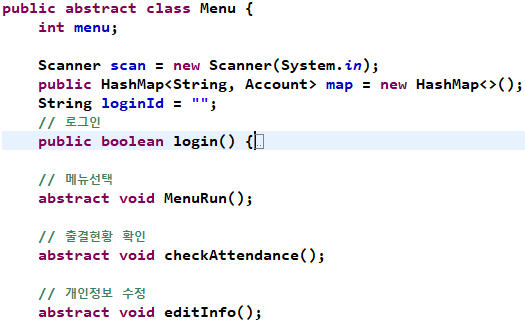 public abstract class Menu {
int menu;
Scanner scan = new Scanner(System.in);
public HashMap<String, Account> map = new HashMap<>();
String loginId = "";
// 로그인
public boolean login() {
// 메뉴선택
abstract void MenuRun();
// 출결현황 확인
abstract void checkAttendance();
// 개인정보 수정
abstract void editInfo();